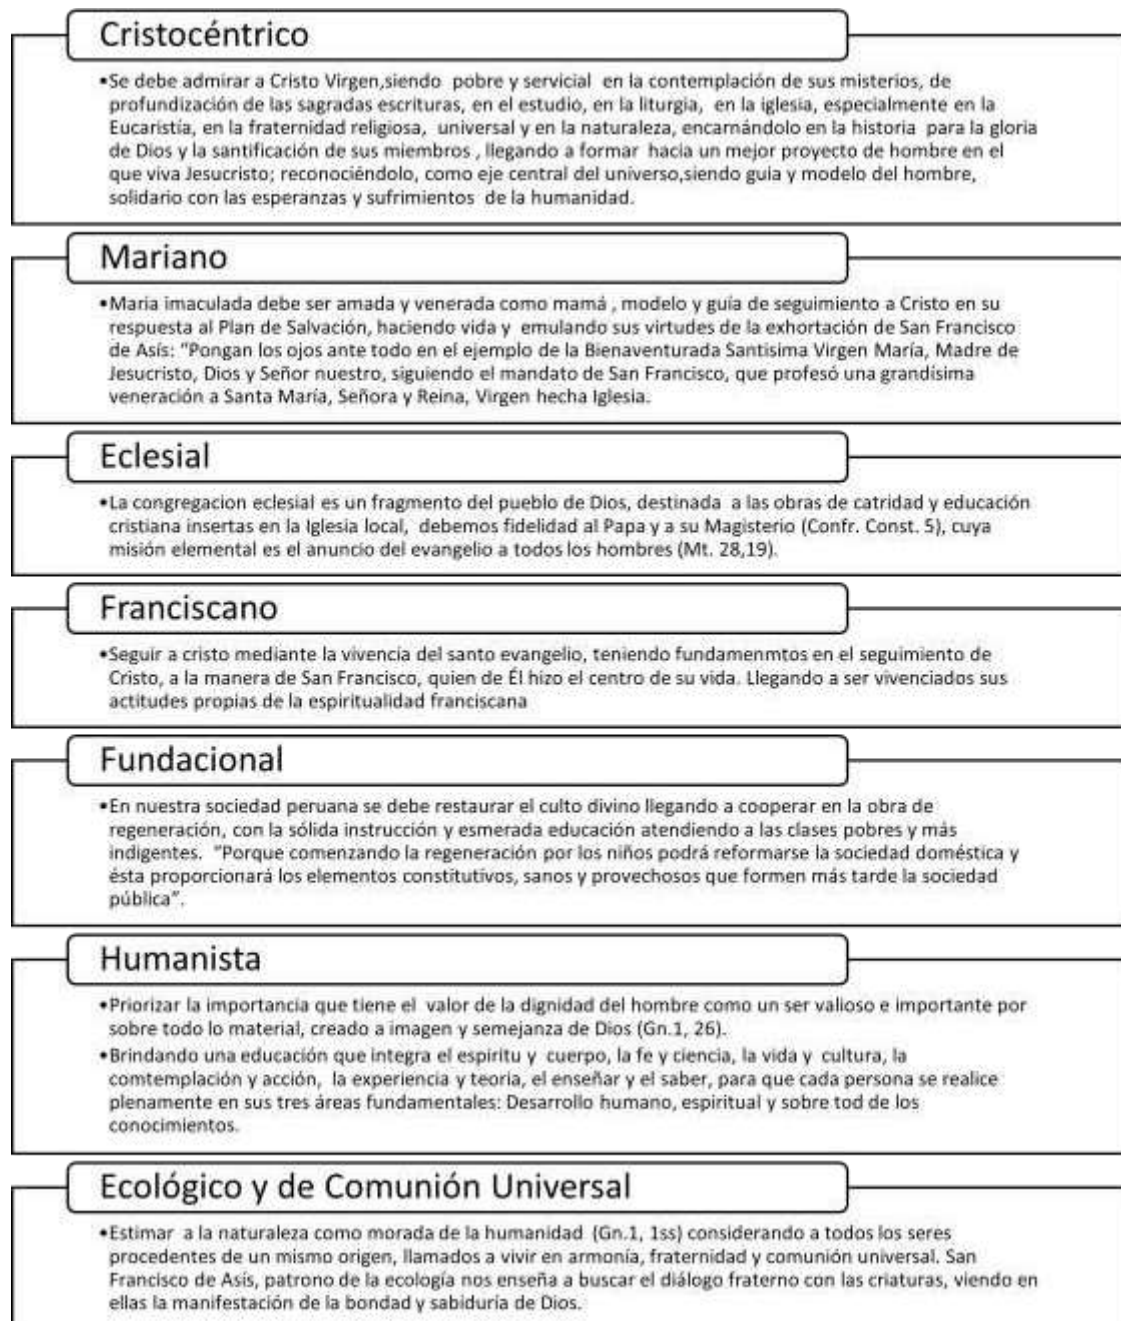 Cristocéntrico
•Se debe admirar a Cristo Virgen,siendo pobre y servicial en la contemplación de sus misterios, de
profundización de las sagradas escrituras, en el estudio, en la liturgia, en la iglesia, especialmente en la
Eucaristía, en la fraternidad religiosa, universal y en la naturaleza, encarnándolo en la historia para la gloria
de Dios y la santificación de sus miembros , llegando a formar hacia un mejor proyecto de hombre en el
que viva Jesucristo; reconociéndolo, como eje central del universo,siendo guia y modelo del hombre,
solidario con las esperanzas y sufrimientos de la humanidad.
Mariano
•Maria imaculada debe ser amada y venerada como mamá , modelo y guía de seguimiento a Cristo en su
respuesta al Plan de Salvación, haciendo vida y emulando sus virtudes de la exhortación de San Francisco
de Asís: "Pongan los ojos ante todo en el ejemplo de la Bienaventurada Santisima Virgen María, Madre de
Jesucristo, Dios y Señor nuestro, siguiendo el mandato de San Francisco, que profesó una grandísima
veneración a Santa María, Señora y Reina, Virgen hecha Iglesia.
Eclesial
•La congregacion eclesial es un fragmento del pueblo de Dios, destinada a las obras de catridad y educación
cristiana insertas en la Iglesia local, debemos fidelidad al Papa y a su Magisterio (Confr. Const. 5), cuya
misión elemental es el anuncio del evangelio a todos los hombres (Mt. 28,19).
Franciscano
•Seguir a cristo mediante la vivencia del santo evangelio, teniendo fundamenmtos en el seguimiento de
Cristo, a la manera de San Francisco, quien de Él hizo el centro de su vida. Llegando a ser vivenciados sus
actitudes propias de la espiritualidad franciscana
Fundacional
•En nuestra sociedad peruana se debe restaurar el culto divino llegando a cooperar en la obra de
regeneración, con la sólida instrucción y esmerada educación atendiendo a las clases pobres y más
indigentes. "Porque comenzando la regeneración por los niños podrá reformarse la sociedad doméstica y
ésta proporcionará los elementos constitutivos, sanos y provechosos que formen más tarde la sociedad
pública".
Humanista
•Priorizar la importancia que tiene el valor de la dignidad del hombre como un ser valioso e importante por
sobre todo lo material, creado a imagen y semejanza de Dios (Gn.1, 26).
•Brindando una educación que integra el espiritu y cuerpo, la fe y ciencia, la vida y cultura, la
comtemplación y acción, la experiencia y teoria, el enseñar y el saber, para que cada persona se realice
plenamente en sus tres áreas fundamentales: Desarrollo humano, espiritual y sobre tod de los
conocimientos.
Ecológico y de Comunión Universal
•Estimar a la naturaleza como morada de la humanidad (Gn.1, 1ss) considerando a todos los seres
procedentes de un mismo origen, llamados a vivir en armonía, fraternidad y comunión universal. San
Francisco de Asís, patrono de la ecología nos enseña a buscar el diálogo fraterno con las criaturas, viendo en
ellas la manifestación de la bondad y sabiduría de Dios.